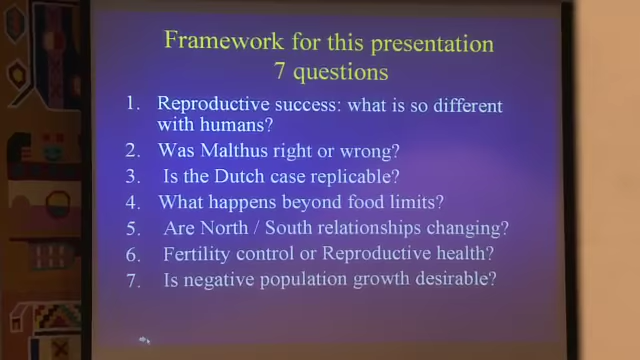 Framework for this presentation
7 questions
1. Reproductive success: what is so different
with humans?
2. Was Malthus right or wrong?
3. Is the Dutch case replicable?
4. What happens beyond food limits?
5. Are North / South relationships changing?
6. Fertility control or Reproductive health?
7. Is negative population growth desirable?